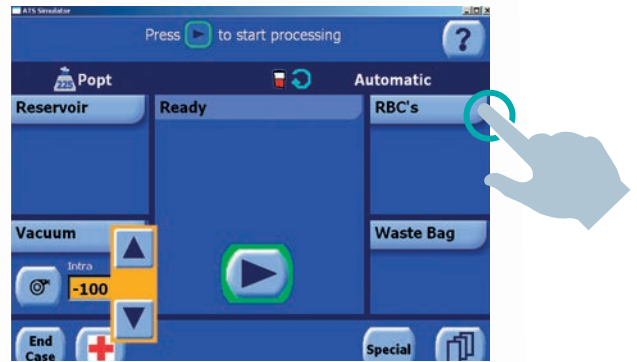 ATS Simulator
Press to start processing
?
225 Popt
Automatic
Reservoir
Ready
RBC's
Vacuum
Waste Bag
Intra
-100
End
Case
Special